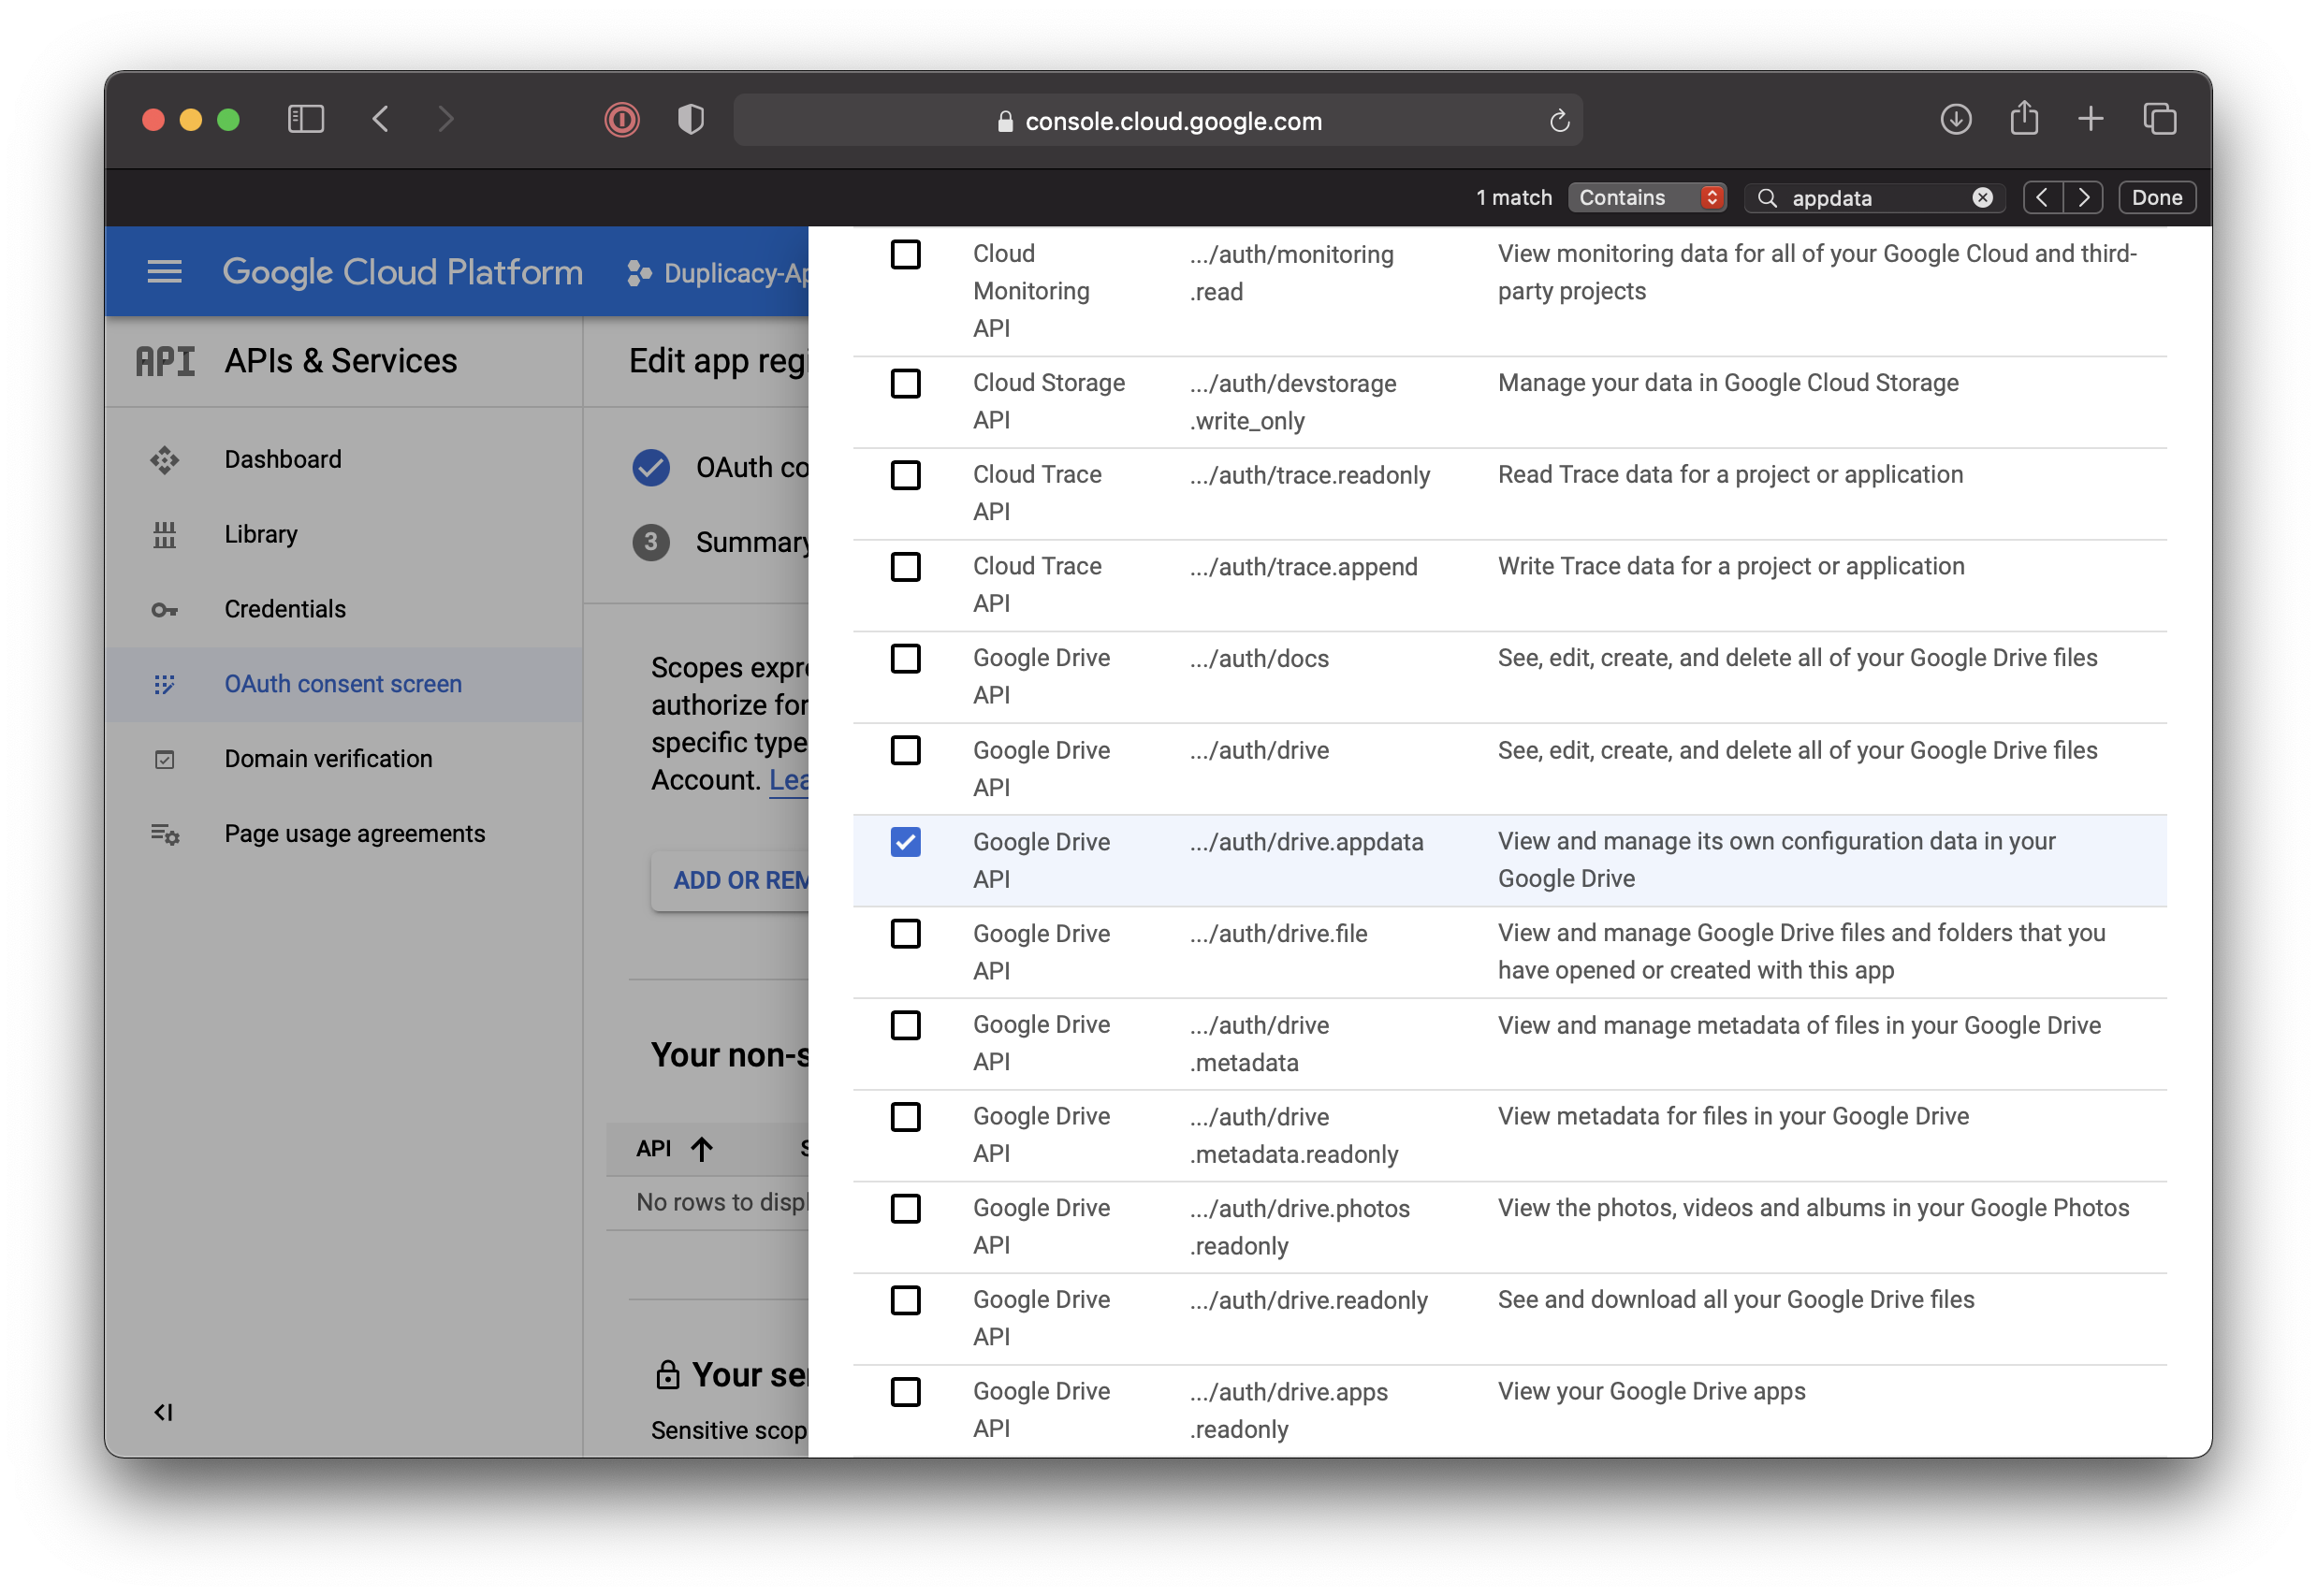 console.cloud.google.com
1 match
Contains
appdata
Done
Google Cloud Platform
Duplicacy-Ap
API
APIs & Services
Dashboard
Library
Credentials
OAuth consent screen
Domain verification
Page usage agreements
Edit app regi
OAuth co
3
Summary
Scopes expre
authorize for
specific type
Account. Lea
ADD OR REM
Your non-s
API
S
No rows to displ
Your se
Sensitive scop
Cloud
Monitoring
API
.../auth/monitoring
.read
View monitoring data for all of your Google Cloud and third-
party projects
Cloud Storage
API
.../auth/devstorage
.write_only
Manage your data in Google Cloud Storage
Cloud Trace
API
.../auth/trace.readonly
Read Trace data for a project or application
Cloud Trace
API
.../auth/trace.append
Write Trace data for a project or application
Google Drive
API
.../auth/docs
See, edit, create, and delete all of your Google Drive files
Google Drive
API
.../auth/drive
See, edit, create, and delete all of your Google Drive files
Google Drive
API
.../auth/drive.appdata
View and manage its own configuration data in your
Google Drive
Google Drive
API
.../auth/drive.file
View and manage Google Drive files and folders that you
have opened or created with this app
Google Drive
API
.../auth/drive
.metadata
View and manage metadata of files in your Google Drive
Google Drive
API
.../auth/drive
.metadata.readonly
View metadata for files in your Google Drive
Google Drive
API
.../auth/drive.photos
.readonly
View the photos, videos and albums in your Google Photos
Google Drive
API
.../auth/drive.readonly
See and download all your Google Drive files
Google Drive
API
.../auth/drive.apps
.readonly
View your Google Drive apps